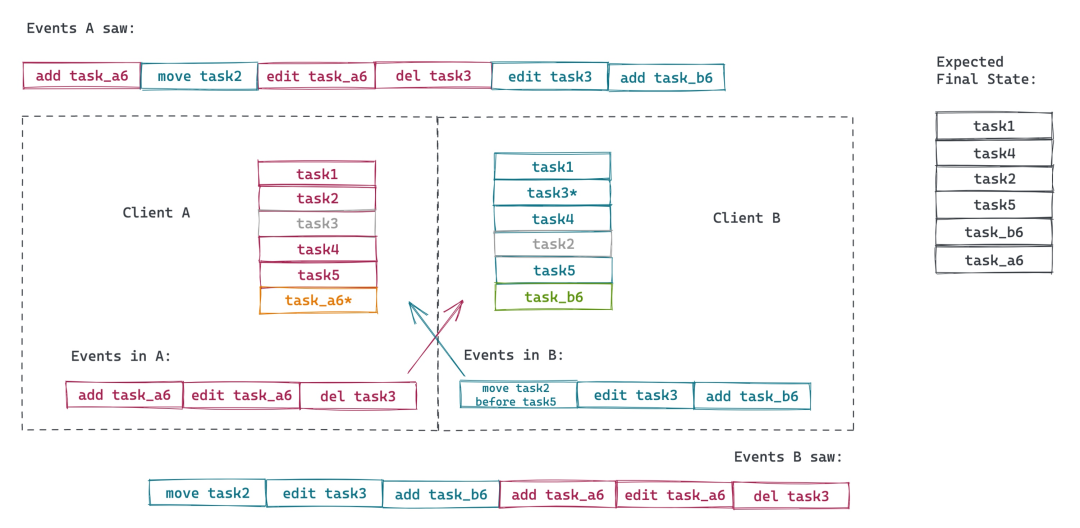 Events A saw:
add task_a6 move task2 edit task_a6 del task3 edit task3 add task_b6
Expected
Final State:
task1
task4
task2
task5
task_b6
task_a6
Client A
task1
task2
task3
task4
task5
task_a6*
Events in A:
add task_a6 edit task_a6 del task3
task1
task3*
task4
task2
task5
task_b6
Client B
Events in B:
move task2
before task5
edit task3 add task_b6
Events B saw:
move task2 edit task3 add task_b6 add task_a6 edit task_a6 del task3